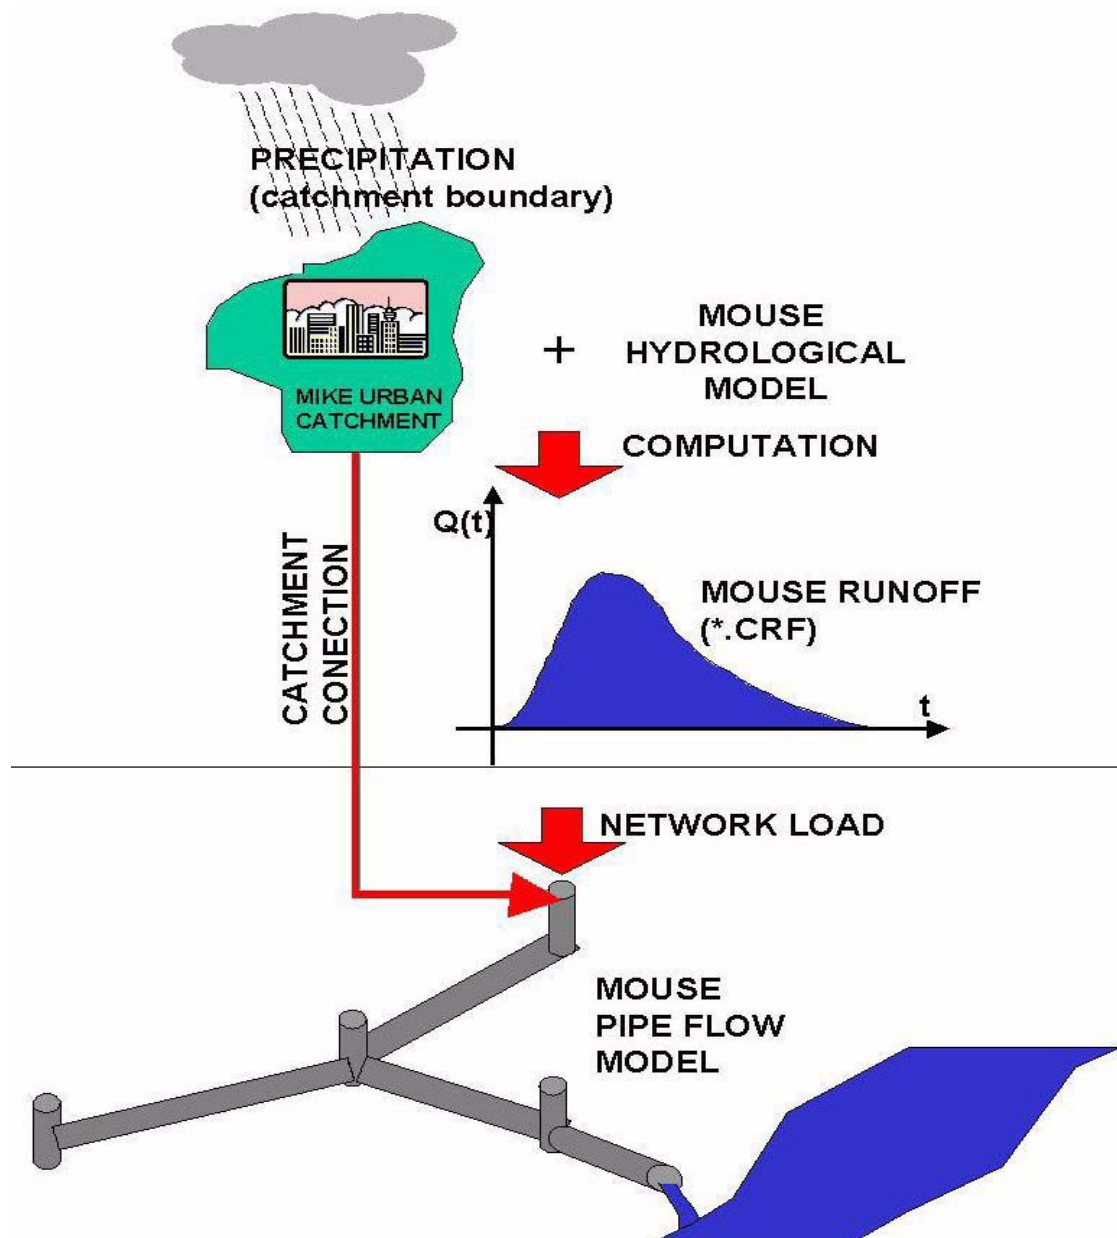 PRECIPITATION
(catchment boundary)
MIKE URBAN
CATCHMENT
+
MOUSE
HYDROLOGICAL
MODEL
COMPUTATION
Q(t)
CATCHMENT
CONECTION
MOUSE RUNOFF
(*.CRF)
t
NETWORK LOAD
MOUSE
PIPE FLOW
MODEL